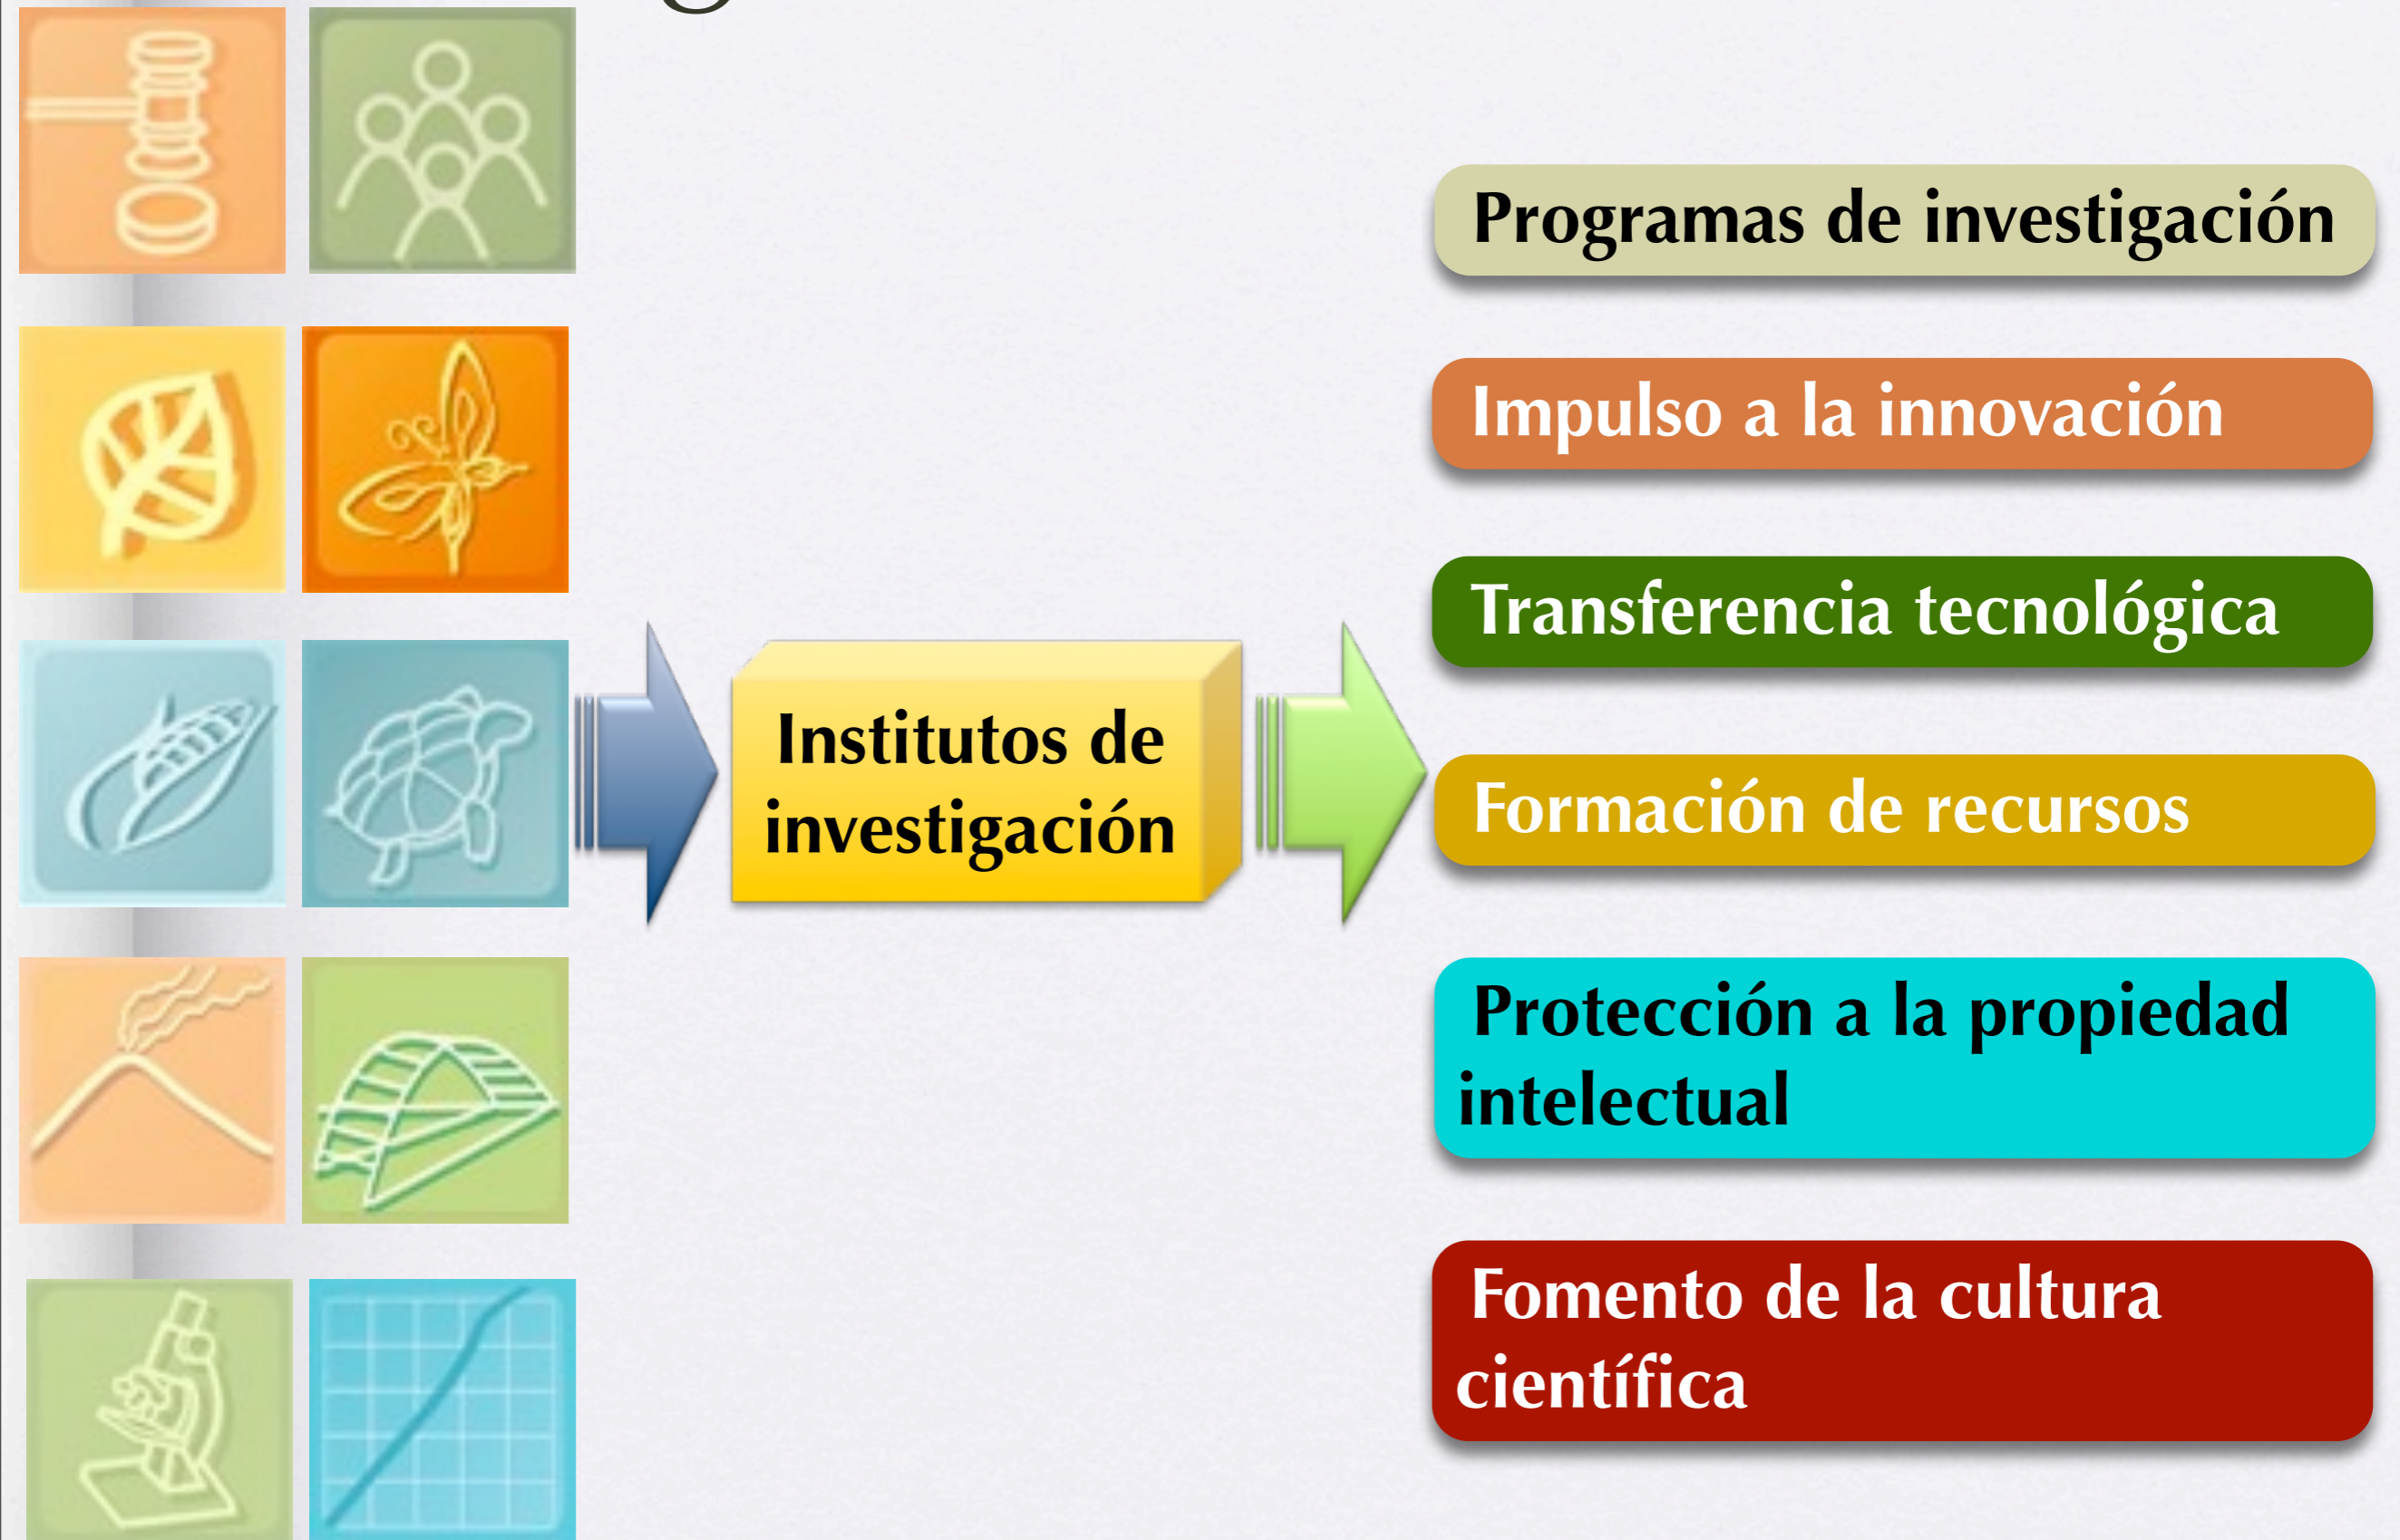 Programas de investigación
Impulso a la innovación
Transferencia tecnológica
Institutos de
investigación
Formación de recursos
Protección a la propiedad
intelectual
Fomento de la cultura
científica